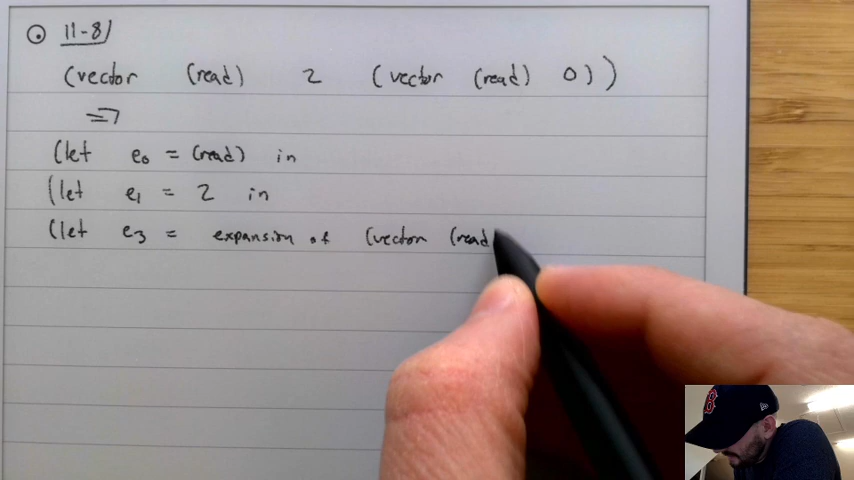 11-8/
(vector (read) 2 (vector (read) 0))
=>
(let e0 = (read) in
(let e1 = 2 in
(let e3 = expansion of (vector (read
B